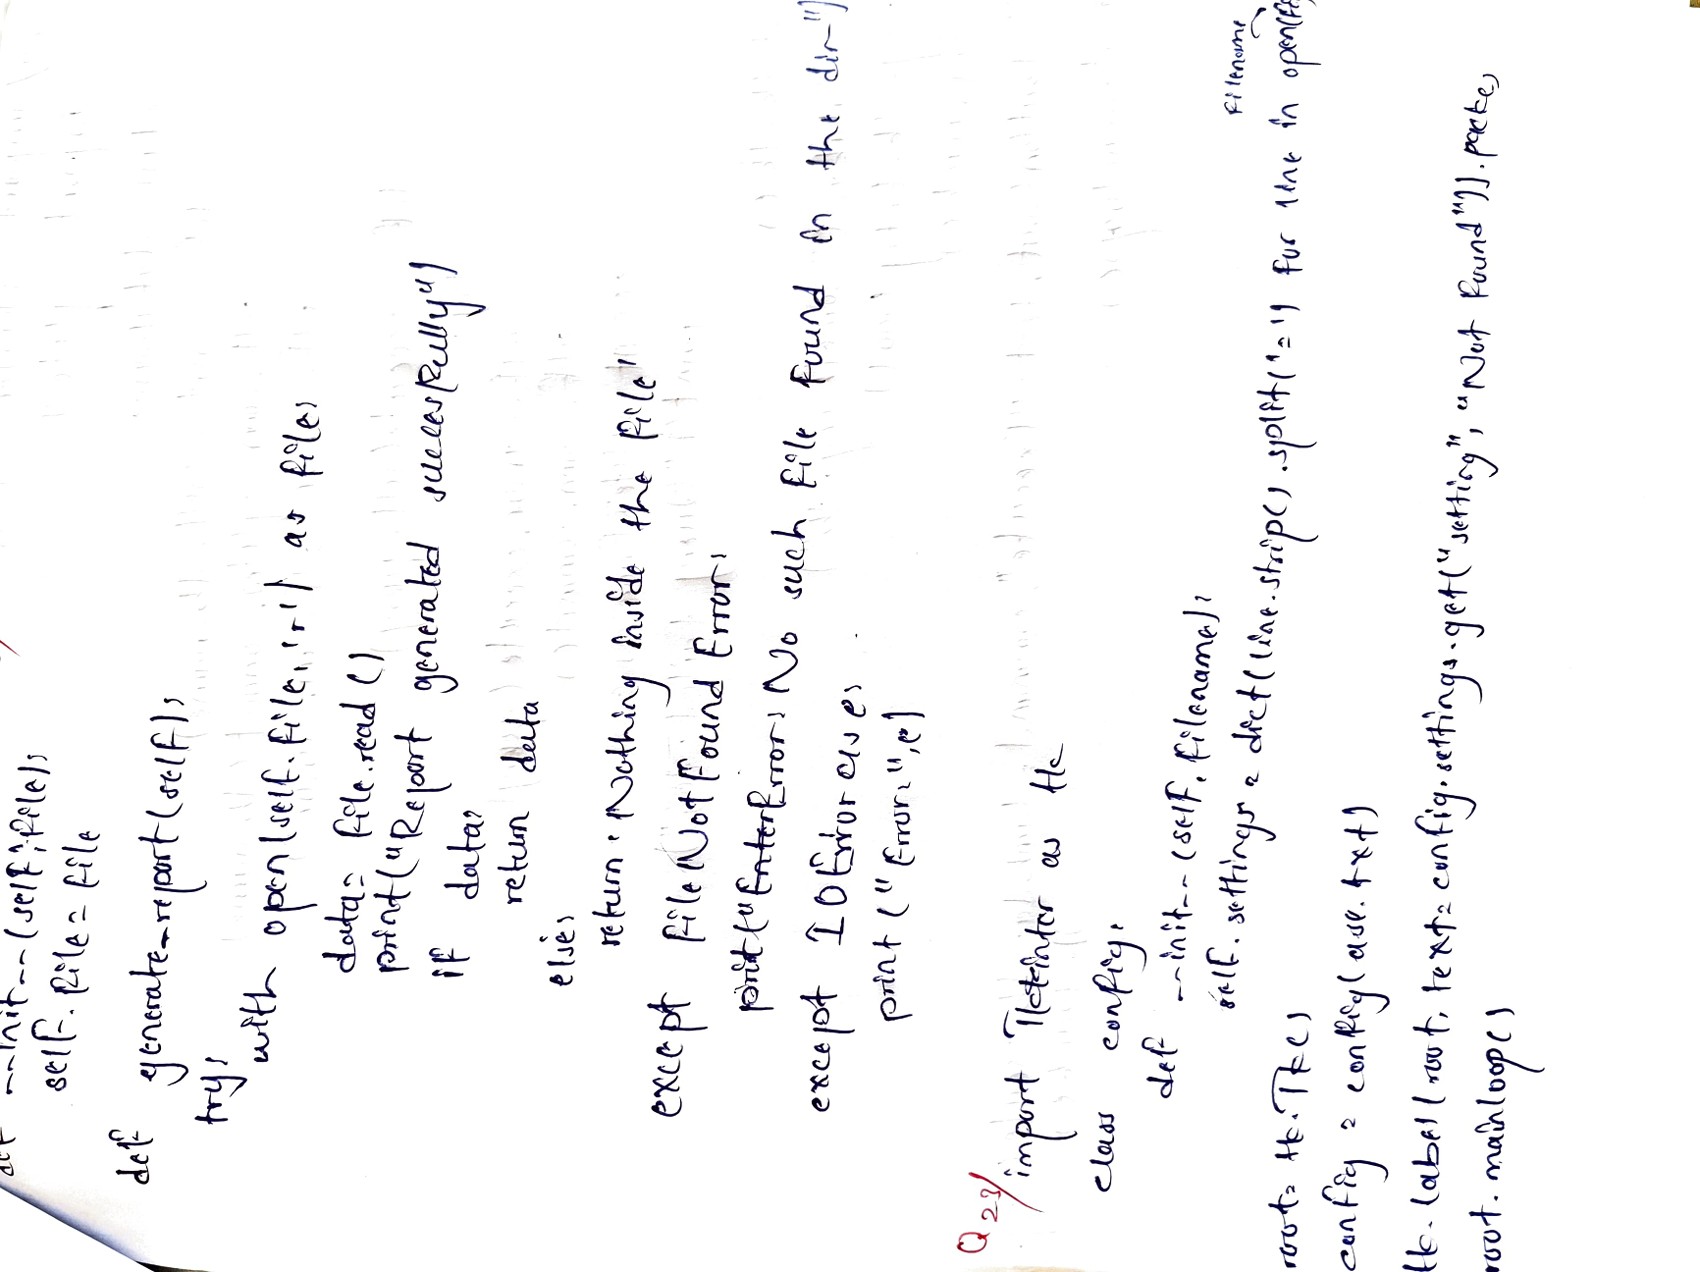 def __init__(self, file):
self.file = file
def generate_report(self):
try:
with open(self.file, 'r') as file:
data = file.read()
print("Report generated successfully")
if data:
return data
else:
return 'Nothing inside the file'
except FileNotFoundError:
print("EnterError: No such file found in the dir")
except IOError as e:
print("Error:", e)
Q 23/
import Tkinter as tk
class config:
def __init__(self, filename):
filename
self.settings = dict(line.strip().split('=') for line in open(
root = tk.Tk()
config = config(ase.txt)
tk.label(root, text=config.settings.get("setting", "Not Found")).
root.mainloop()